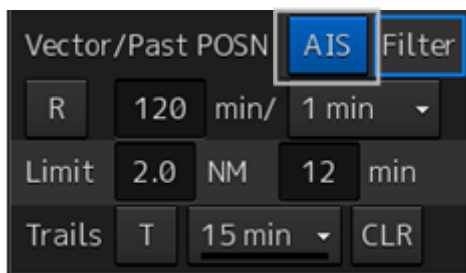 Vector/Past POSN AIS Filter
R 120 min/ 1 min
Limit 2.0 NM 12 min
Trails T 15 min CLR